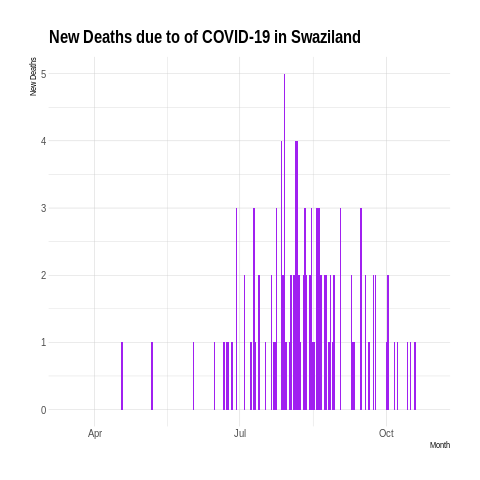 New Deaths due to of COVID-19 in Swaziland
New Deaths
5
4
3
2
1
0
Apr
Jul
Oct
Month